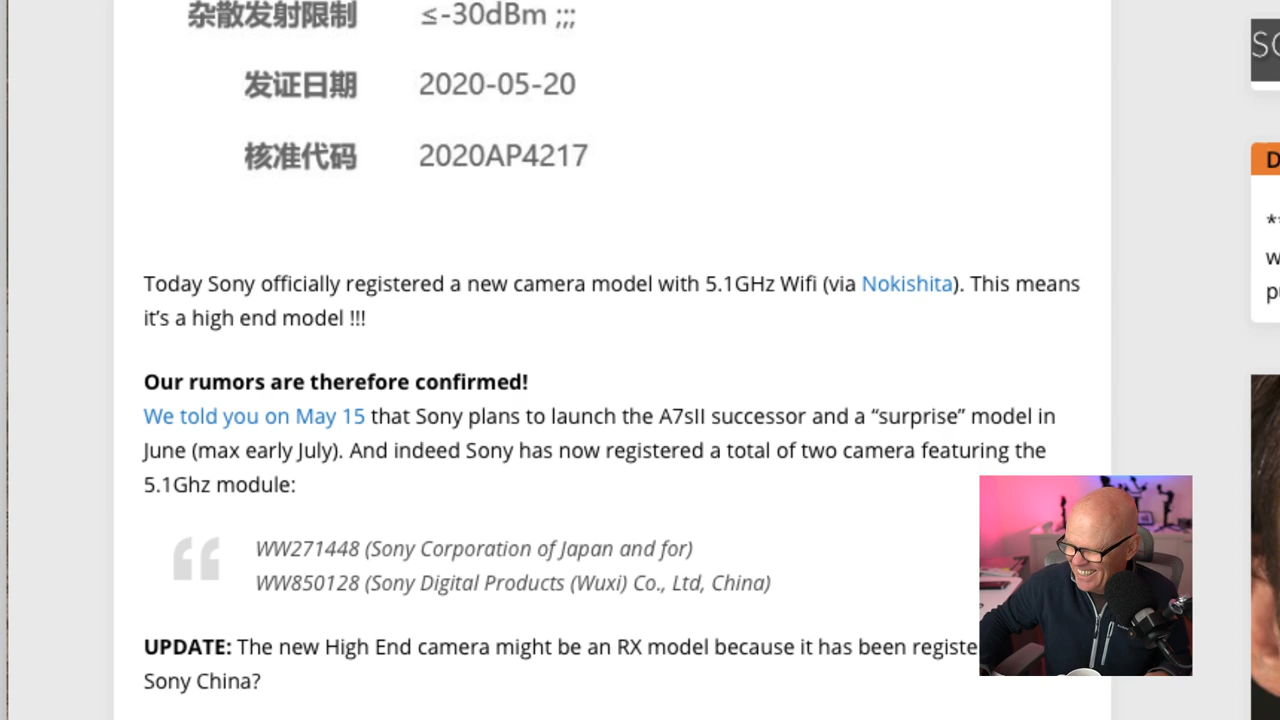 杂散发射限制 ≤-30dBm ;;;
发证日期 2020-05-20
核准代码 2020AP4217
Today Sony officially registered a new camera model with 5.1GHz Wifi (via Nokishita). This means
it's a high end model !!!
Our rumors are therefore confirmed!
We told you on May 15 that Sony plans to launch the A7sII successor and a “surprise” model in
June (max early July). And indeed Sony has now registered a total of two camera featuring the
5.1Ghz module:
WW271448 (Sony Corporation of Japan and for)
WW850128 (Sony Digital Products (Wuxi) Co., Ltd, China)
UPDATE: The new High End camera might be an RX model because it has been registe
Sony China?